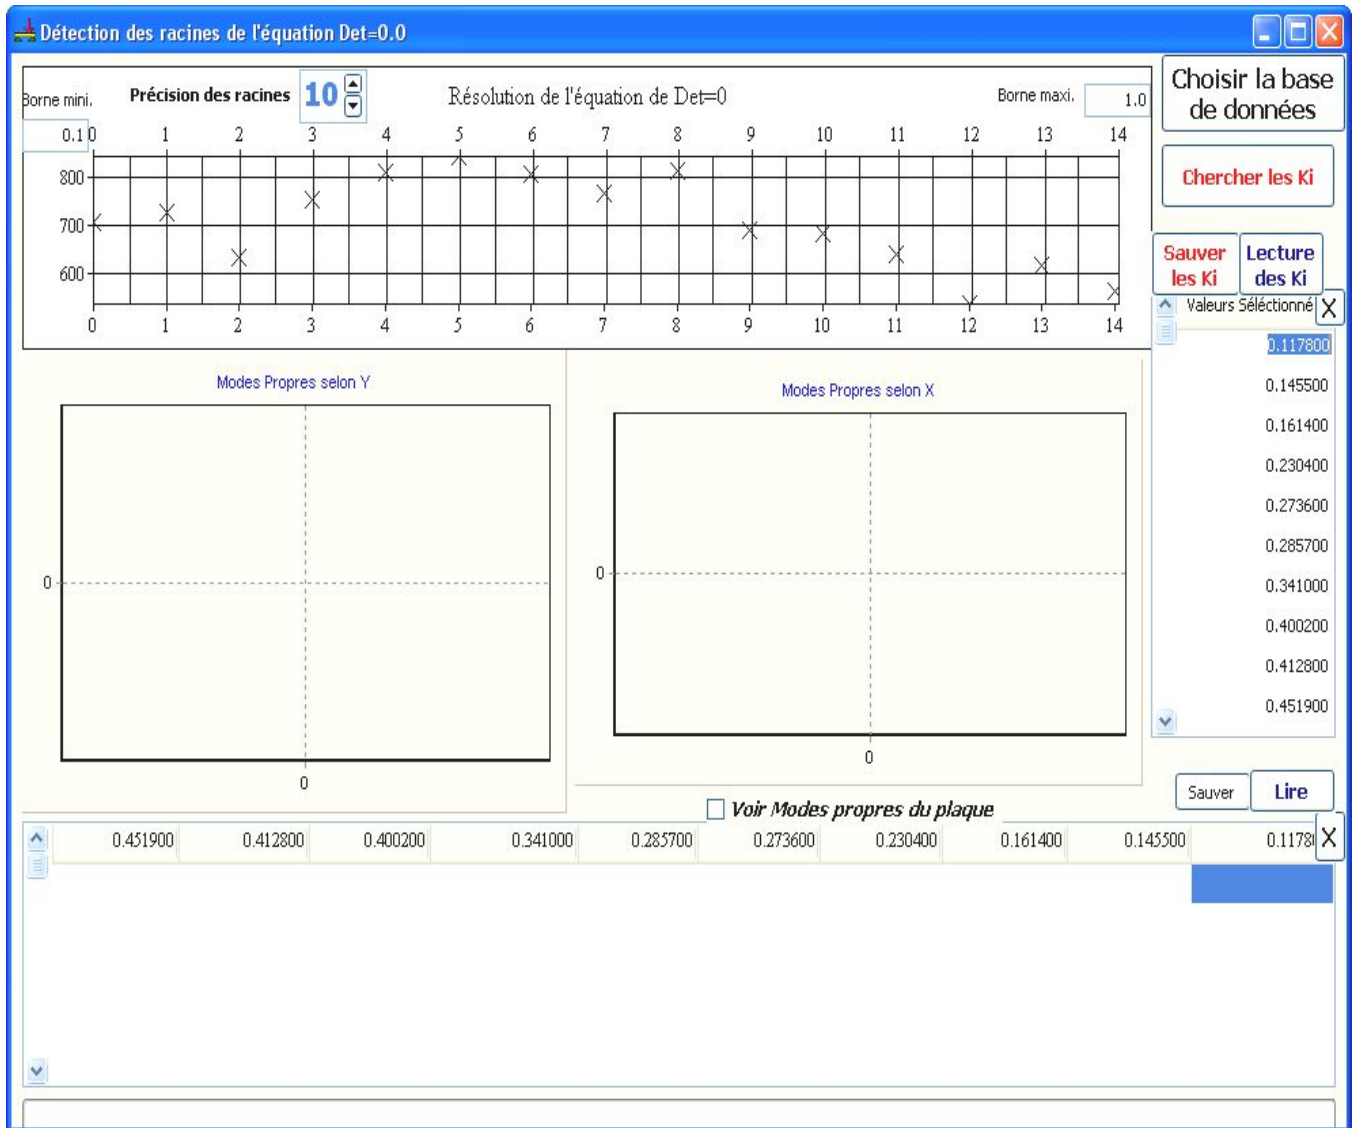 Détection des racines de l'équation Det=0.0
Borne mini.
Précision des racines
10
Résolution de l'équation de Det=0
Borne maxi.
1.0
Choisir la base
de données
0.1
0 1 2 3 4 5 6 7 8 9 10 11 12 13 14
800
700
600
0 1 2 3 4 5 6 7 8 9 10 11 12 13 14
Chercher les Ki
Sauver
les Ki
Lecture
des Ki
Valeurs Séléctionné
X
0.117800
0.145500
0.161400
0.230400
0.273600
0.285700
0.341000
0.400200
0.412800
0.451900
Modes Propres selon Y
0
0
Modes Propres selon X
0
0
Sauver
Lire
Voir Modes propres du plaque
0.451900 0.412800 0.400200 0.341000 0.285700 0.273600 0.230400 0.161400 0.145500 0.1178
X